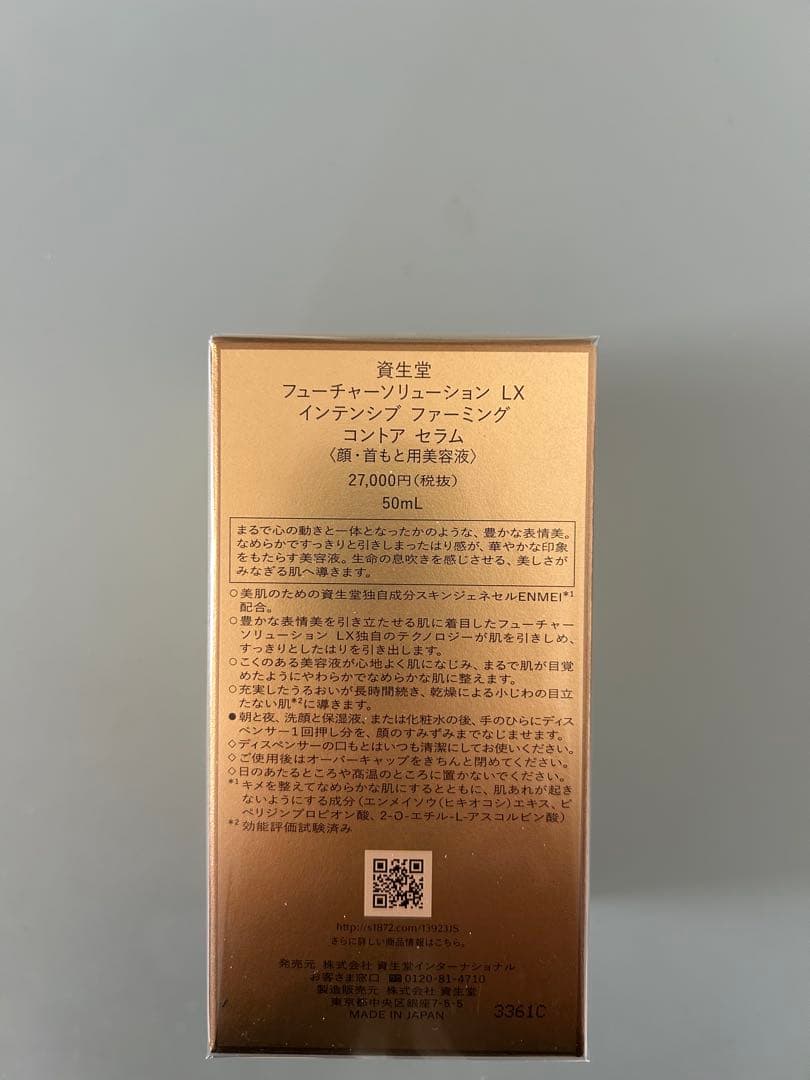 資生堂
フューチャーソリューション LX
インテンシブ ファーミング
コントア セラム
〈顔・首もと用美容液〉
27,000円(税抜)
50mL
まるで心の動きと一体となったかのような、豊かな表情美。
なめらかですっきりと引きしまったはり感が、華やかな印象
をもたらす美容液。生命の息吹きを感じさせる、美しさが
みなぎる肌へ導きます。
○美肌のための資生堂独自成分スキンジェネセルENMEI*1
配合。
○豊かな表情美を引き立たせる肌に着目したフューチャー
ソリューション LX独自のテクノロジーが肌を引きしめ、
すっきりとしたはりを引き出します。
○こくのある美容液が心地よく肌になじみ、まるで肌が目覚
めたようにやわらかでなめらかな肌に整えます。
○充実したうるおいが長時間続き、乾燥による小じわの目立
たない肌*2に導きます。
●朝と夜、洗顔と保湿液、または化粧水の後、手のひらにディス
ペンサー1回押し分を、顔のすみずみまでなじませます。
◇ディスペンサーの口もとはいつも清潔にしてお使いください。
◇ご使用後はオーバーキャップをきちんと閉めてください。
◇日のあたるところや高温のところに置かないでください。
*1 キメを整えてなめらかな肌にするとともに、肌あれが起き
ないようにする成分(エンメイソウ(ヒキオコシ)エキス、ピ
ペリジンプロピオン酸、2-O-エチル-L-アスコルビン酸)
*2 効能評価試験済み
http://s1872.com/13923JS
さらに詳しい商品情報はこちら。
発売元 株式会社 資生堂インターナショナル
お客さま窓口 ☎0120-81-4710
製造販売元 株式会社 資生堂
東京都中央区銀座7-5-5
MADE IN JAPAN
3361C